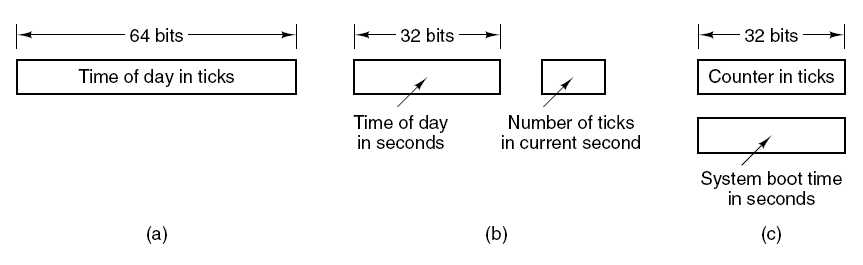 64 bits
Time of day in ticks
(a)
32 bits
Time of day
in seconds
Number of ticks
in current second
(b)
32 bits
Counter in ticks
System boot time
in seconds
(c)